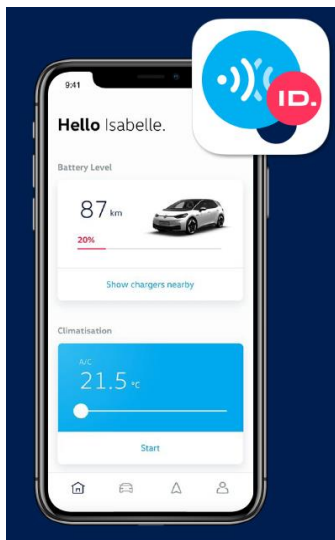 ID.
9:41
Hello Isabelle.
Battery Level
87 km
20%
Show chargers nearby
Climatisation
A/C
21.5 °C
Start